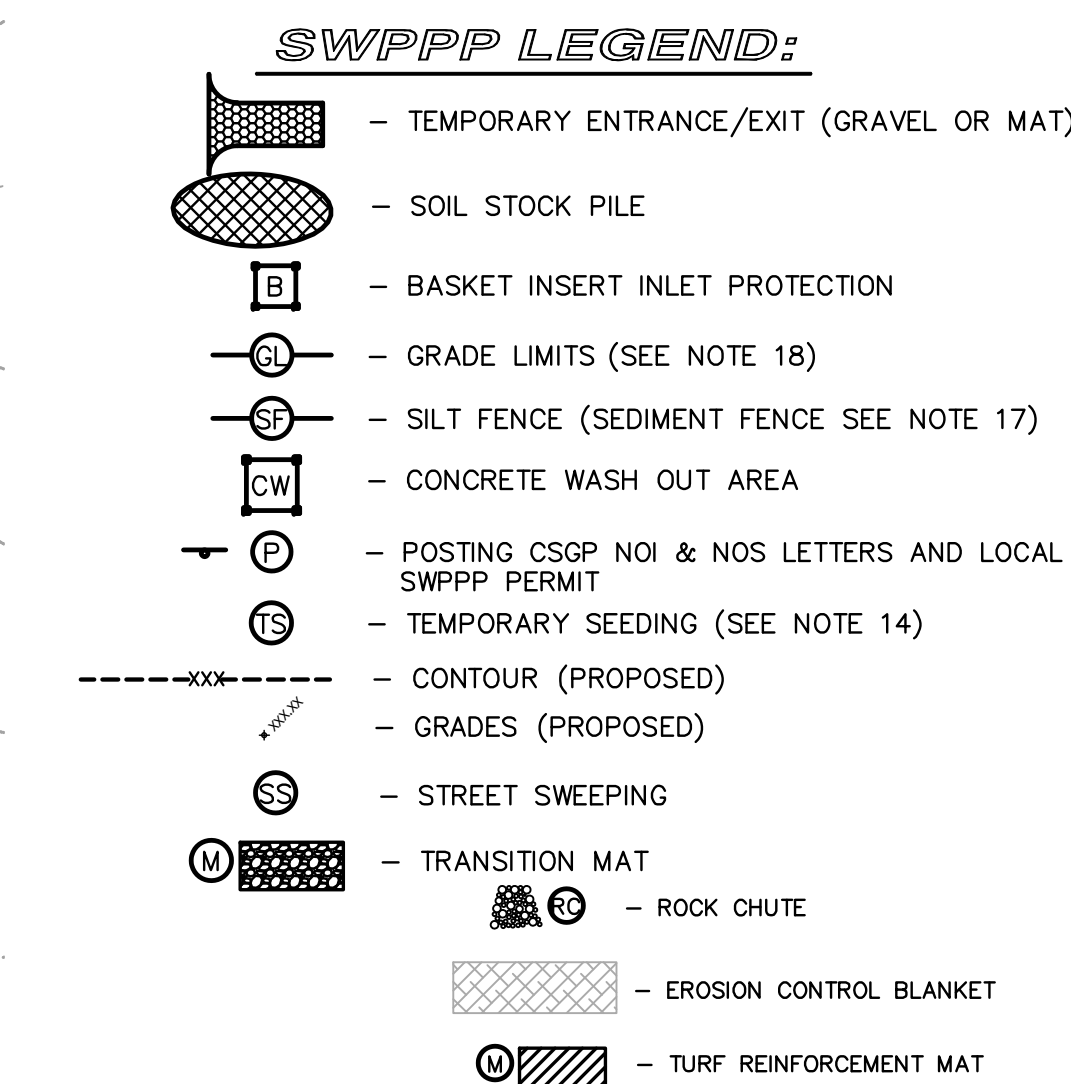 SWPPP LEGEND:
– TEMPORARY ENTRANCE/EXIT (GRAVEL OR MAT)
– SOIL STOCK PILE
B – BASKET INSERT INLET PROTECTION
GL – GRADE LIMITS (SEE NOTE 18)
SF – SILT FENCE (SEDIMENT FENCE SEE NOTE 17)
CW – CONCRETE WASH OUT AREA
P – POSTING CSGP NOI & NOS LETTERS AND LOCAL
SWPPP PERMIT
TS – TEMPORARY SEEDING (SEE NOTE 14)
XXX – CONTOUR (PROPOSED)
XXX.XX – GRADES (PROPOSED)
SS – STREET SWEEPING
M – TRANSITION MAT
RC – ROCK CHUTE
– EROSION CONTROL BLANKET
M – TURF REINFORCEMENT MAT